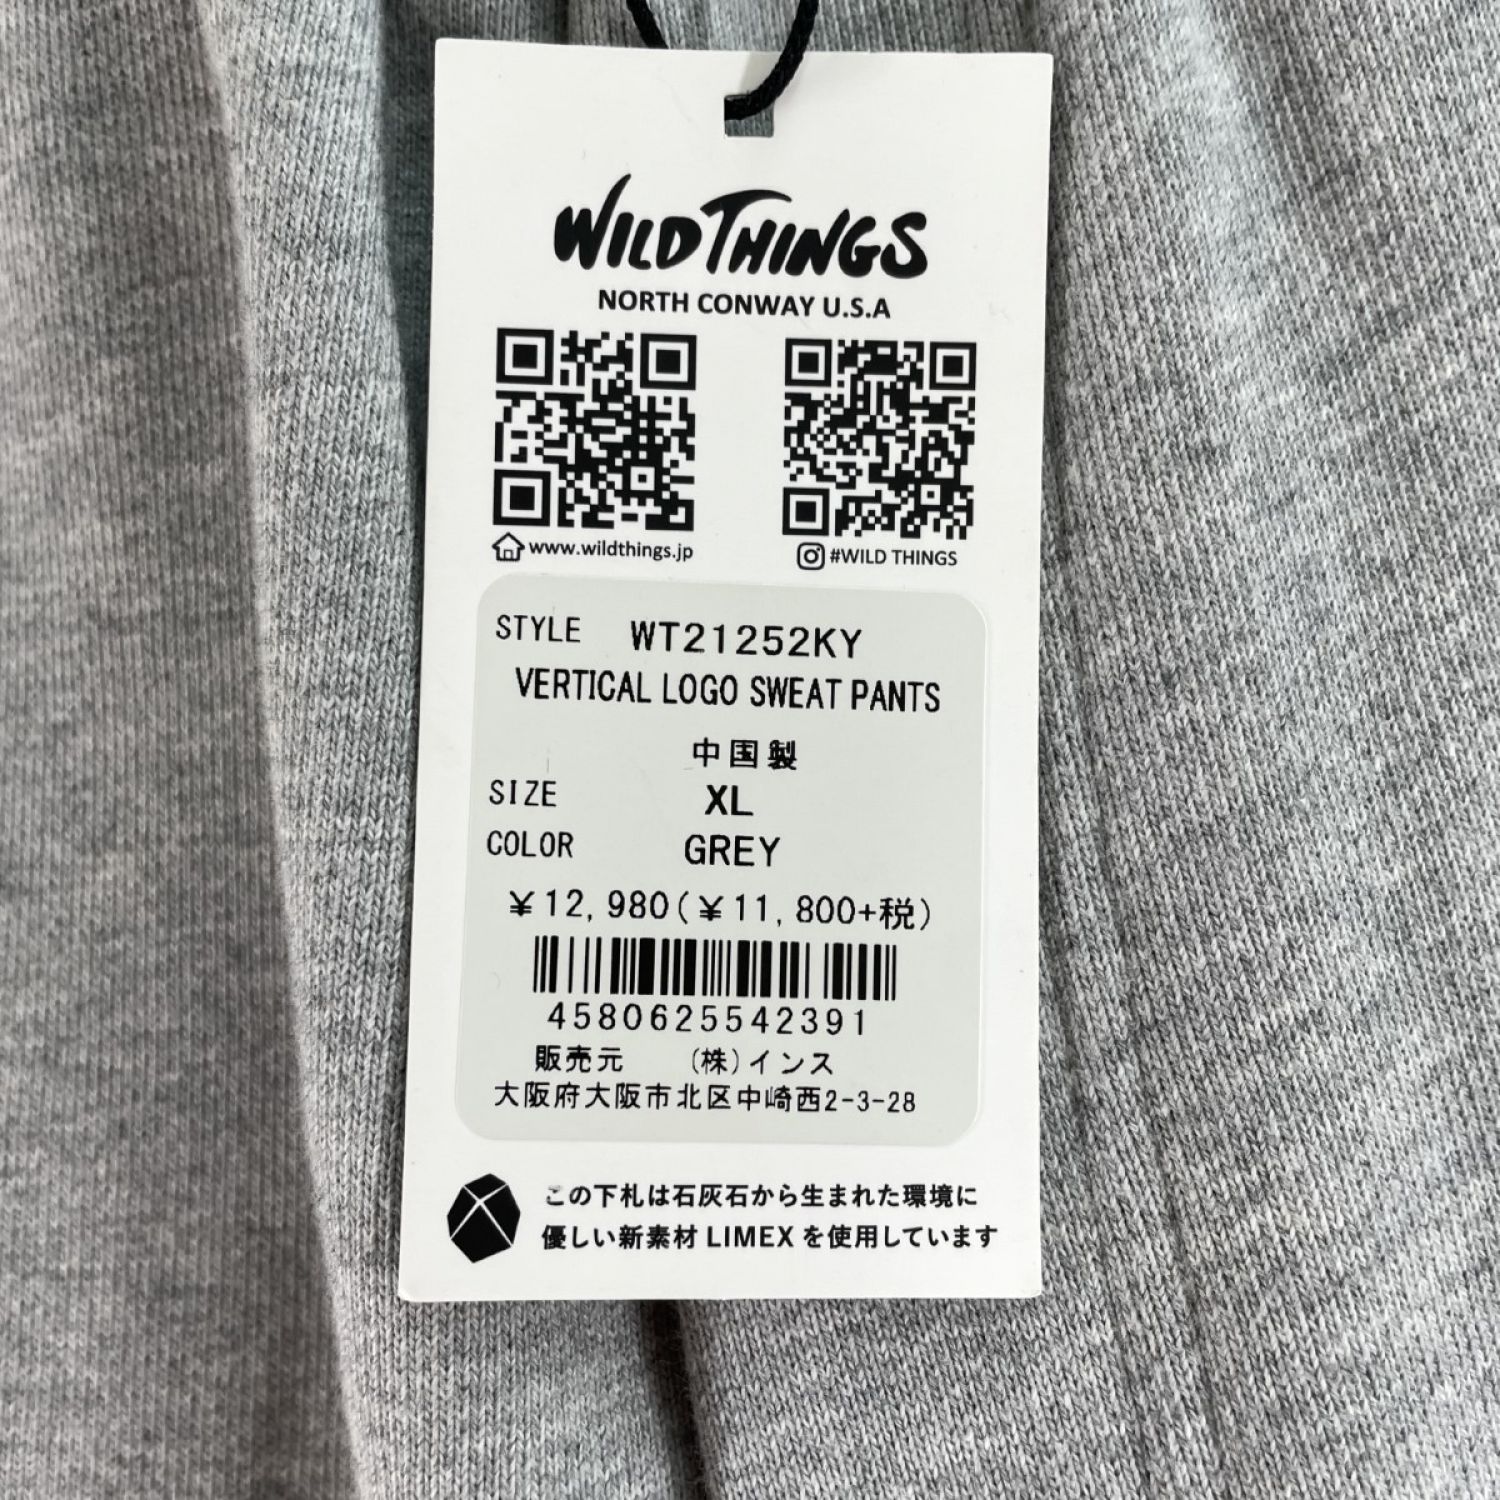 WILD THINGS
NORTH CONWAY U.S.A
www.wildthings.jp
#WILD THINGS
STYLE WT21252KY
VERTICAL LOGO SWEAT PANTS
中国製
SIZE XL
COLOR GREY
¥12,980(¥11,800+税)
4580625542391
販売元 (株)インス
大阪府大阪市北区中崎西2-3-28
この下札は石灰石から生まれた環境に
優しい新素材 LIMEX を使用しています